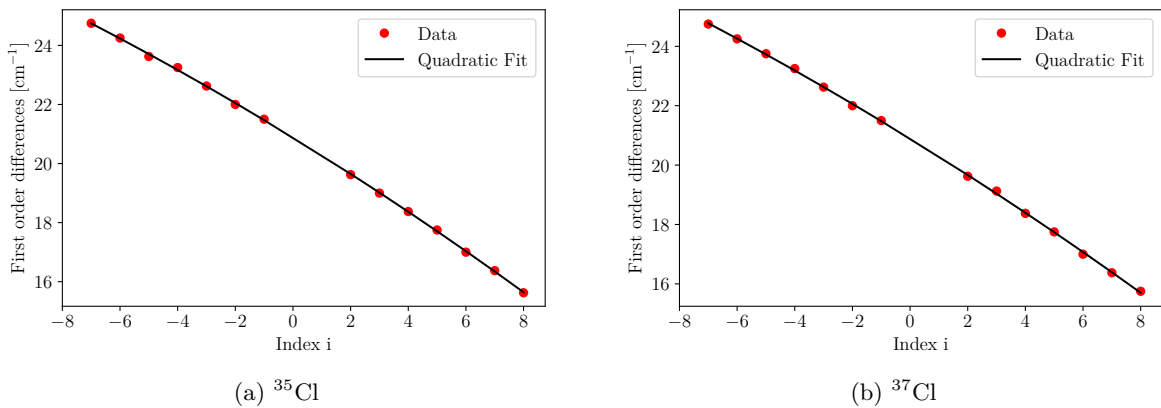 First order differences [cm⁻¹]
24
22
20
18
16
Data
Quadratic Fit
−8 −6 −4 −2 0 2 4 6 8
Index i
(a) ³⁵Cl
First order differences [cm⁻¹]
24
22
20
18
16
Data
Quadratic Fit
−8 −6 −4 −2 0 2 4 6 8
Index i
(b) ³⁷Cl